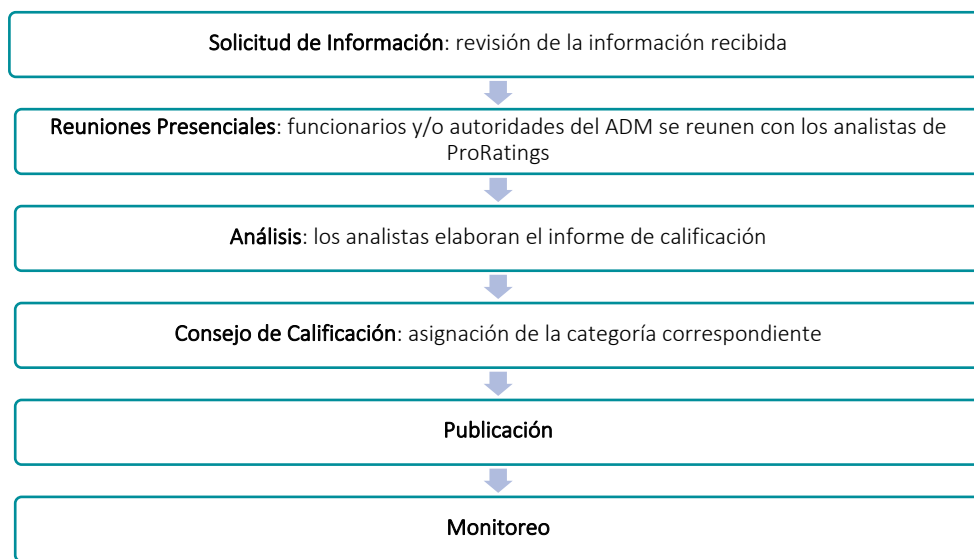 Solicitud de Información: revisión de la información recibida
Reuniones Presenciales: funcionarios y/o autoridades del ADM se reunen con los analistas de
ProRatings
Análisis: los analistas elaboran el informe de calificación
Consejo de Calificación: asignación de la categoría correspondiente
Publicación
Monitoreo